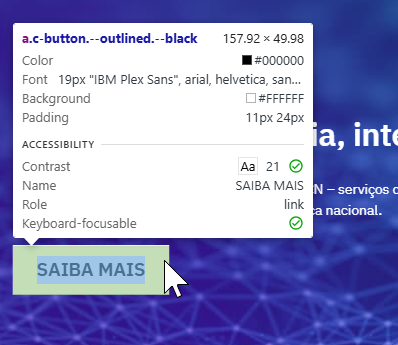 a.c-button.--outlined.--black 157.92 × 49.98
Color #000000
Font 19px "IBM Plex Sans", arial, helvetica, san...
Background #FFFFFF
Padding 11px 24px
ACCESSIBILITY
Contrast Aa 21
Name SAIBA MAIS
Role link
Keyboard-focusable
ia, inte
CN – serviços d
ca nacional.
SAIBA MAIS